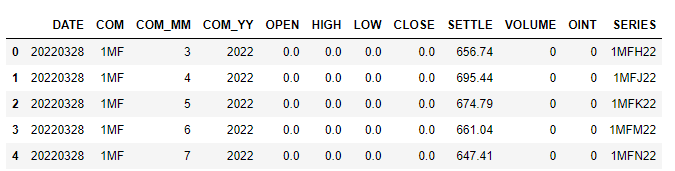 DATE COM COM_MM COM_YY OPEN HIGH LOW CLOSE SETTLE VOLUME OINT SERIES
0 20220328 1MF 3 2022 0.0 0.0 0.0 0.0 656.74 0 0 1MFH22
1 20220328 1MF 4 2022 0.0 0.0 0.0 0.0 695.44 0 0 1MFJ22
2 20220328 1MF 5 2022 0.0 0.0 0.0 0.0 674.79 0 0 1MFK22
3 20220328 1MF 6 2022 0.0 0.0 0.0 0.0 661.04 0 0 1MFM22
4 20220328 1MF 7 2022 0.0 0.0 0.0 0.0 647.41 0 0 1MFN22